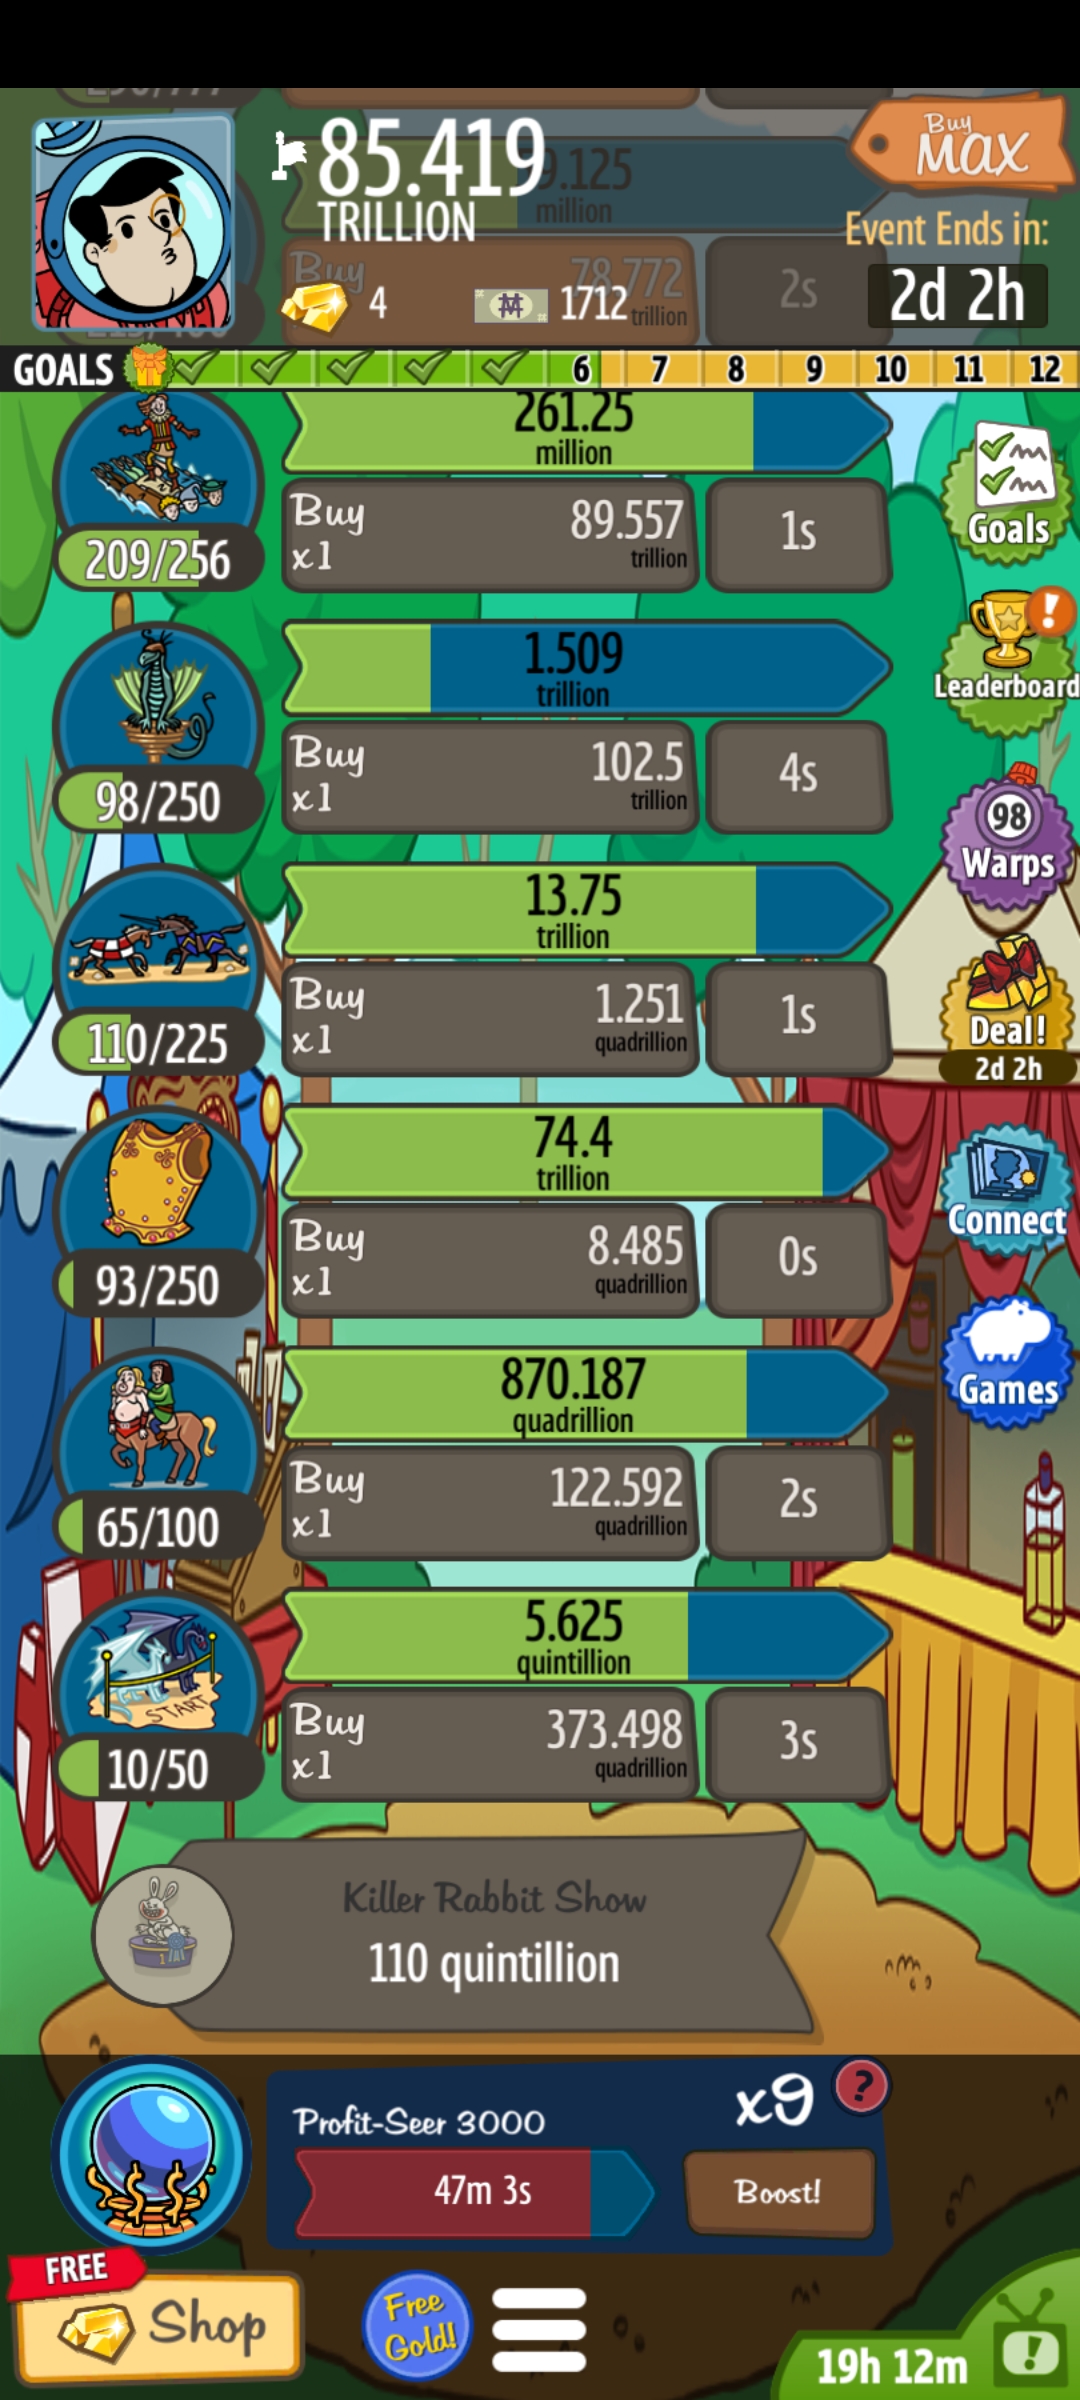 85.419
TRILLION
9.125
million
Buy
MAX
Event Ends in:
2d 2h
Buy
78.772
trillion
2s
4
1712
GOALS
6
7
8
9
10
11
12
261.25
million
Buy
x1
89.557
trillion
1s
209/256
Goals
1.509
trillion
Leaderboard
Buy
x1
102.5
trillion
4s
98/250
98
Warps
13.75
trillion
Buy
x1
1.251
quadrillion
1s
110/225
Deal!
2d 2h
74.4
trillion
Buy
x1
8.485
quadrillion
0s
93/250
Connect
870.187
quadrillion
Games
Buy
x1
122.592
quadrillion
2s
65/100
5.625
quintillion
START
Buy
x1
373.498
quadrillion
3s
10/50
Killer Rabbit Show
110 quintillion
1
Profit-Seer 3000
x9
?
47m 3s
Boost!
FREE
Shop
Free
Gold!
19h 12m